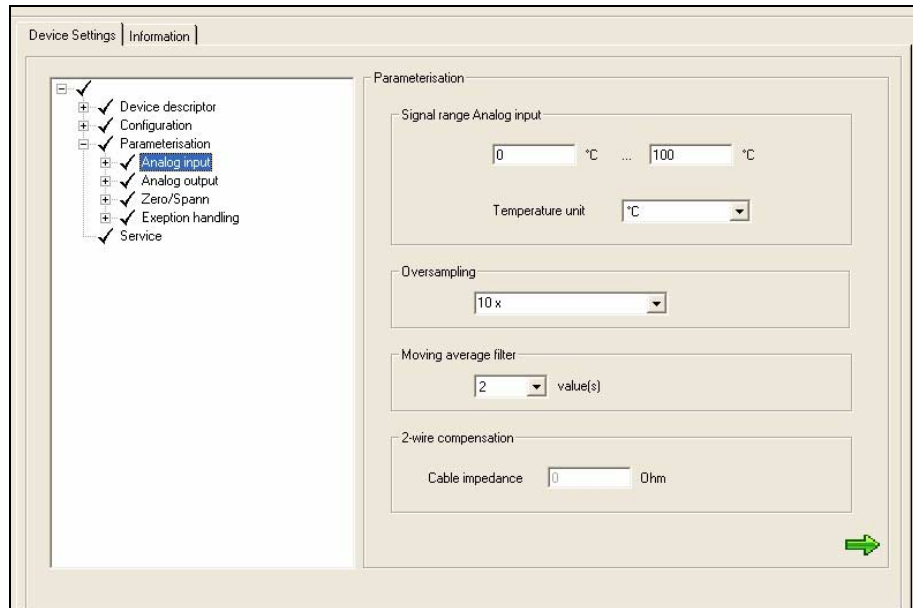 Device Settings
Information
Device descriptor
Configuration
Parameterisation
Analog input
Analog output
Zero/Spann
Exeption handling
Service
Parameterisation
Signal range Analog input
0 °C ... 100 °C
Temperature unit °C
Oversampling
10 x
Moving average filter
2 value(s)
2-wire compensation
Cable impedance 0 Ohm